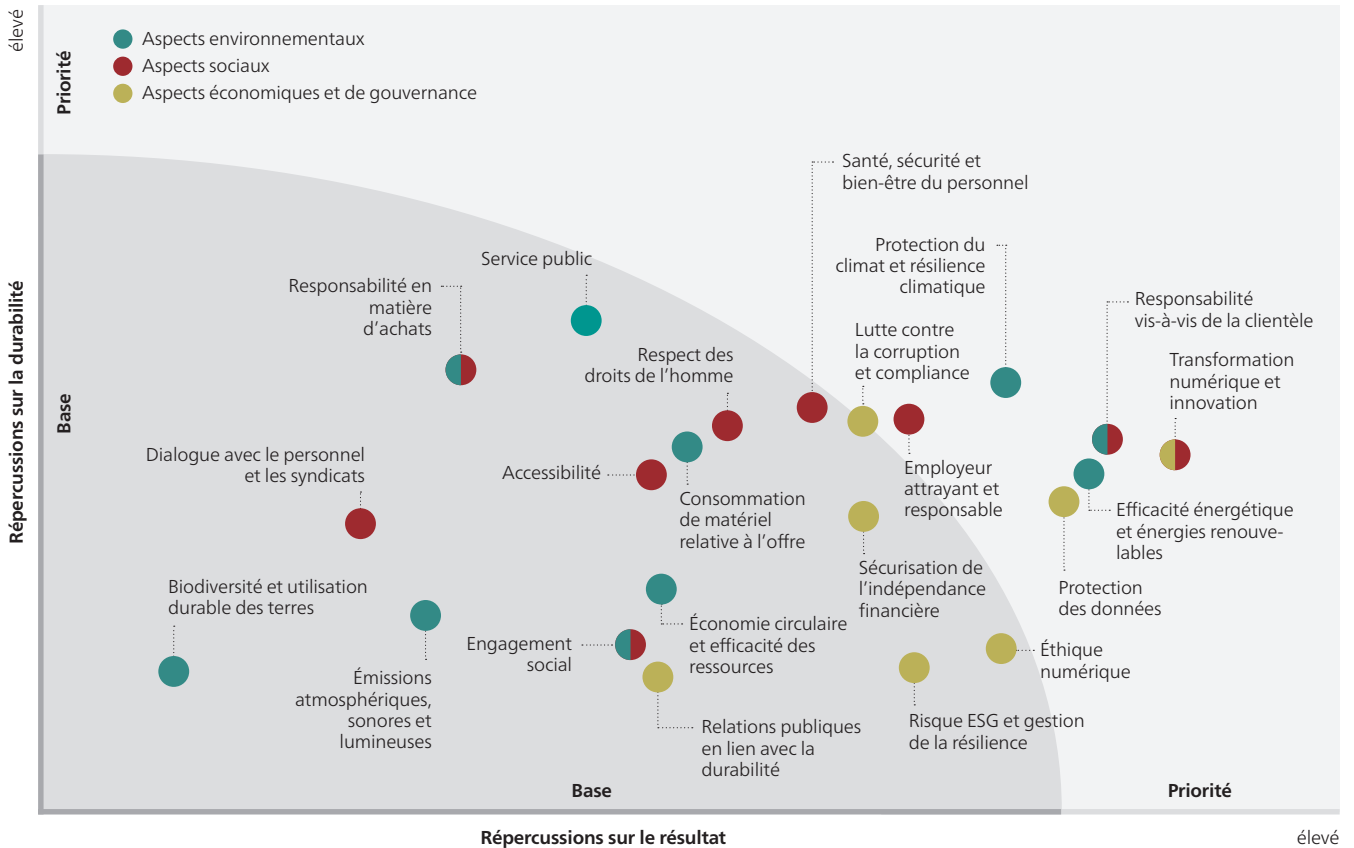 élevé
Priorité
Aspects environnementaux
Aspects sociaux
Aspects économiques et de gouvernance
Santé, sécurité et
bien-être du personnel
Protection du
climat et résilience
climatique
Service public
Responsabilité en
matière
d’achats
Responsabilité
vis-à-vis de la clientèle
Lutte contre
la corruption
et compliance
Respect des
droits de l’homme
Transformation
numérique et
innovation
Répercussions sur la durabilité
Base
Dialogue avec le personnel
et les syndicats
Accessibilité
Employeur
attrayant et
responsable
Consommation
de matériel
relative à l’offre
Efficacité énergétique
et énergies renouve-
lables
Sécurisation de
l’indépendance
financière
Protection
des données
Biodiversité et utilisation
durable des terres
Économie circulaire
et efficacité des
ressources
Engagement
social
Éthique
numérique
Émissions
atmosphériques,
sonores et
lumineuses
Relations publiques
en lien avec la
durabilité
Risque ESG et gestion
de la résilience
Base
Priorité
Répercussions sur le résultat
élevé